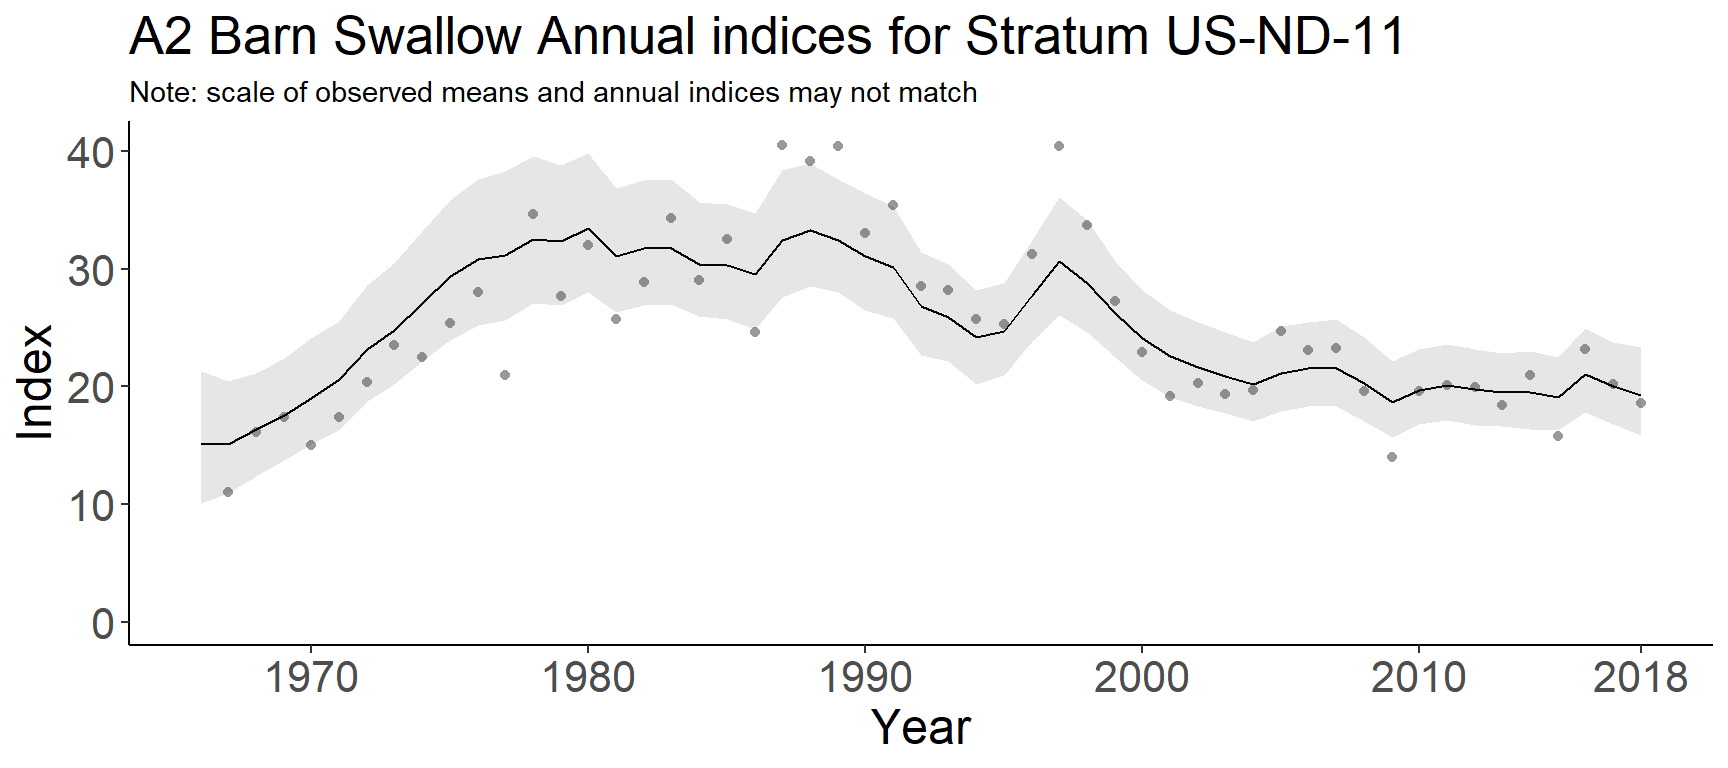 A2 Barn Swallow Annual indices for Stratum US-ND-11
Note: scale of observed means and annual indices may not match
40
30
20
10
0
Index
1970 1980 1990 2000 2010 2018
Year